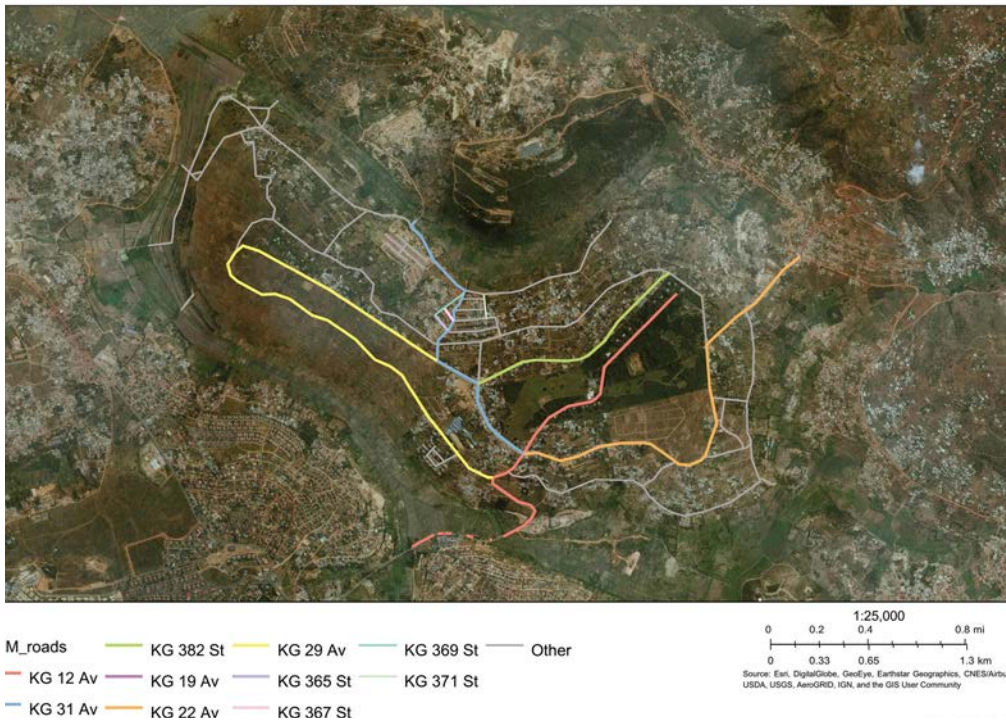 M_roads
KG 12 Av
KG 31 Av
KG 382 St
KG 19 Av
KG 22 Av
KG 29 Av
KG 365 St
KG 367 St
KG 369 St
KG 371 St
Other
1:25,000
0 0.2 0.4 0.8 mi
0 0.33 0.65 1.3 km
Source: Esri, DigitalGlobe, GeoEye, Earthstar Geographics, CNES/Airbu
USDA, USGS, AeroGRID, IGN, and the GIS User Community